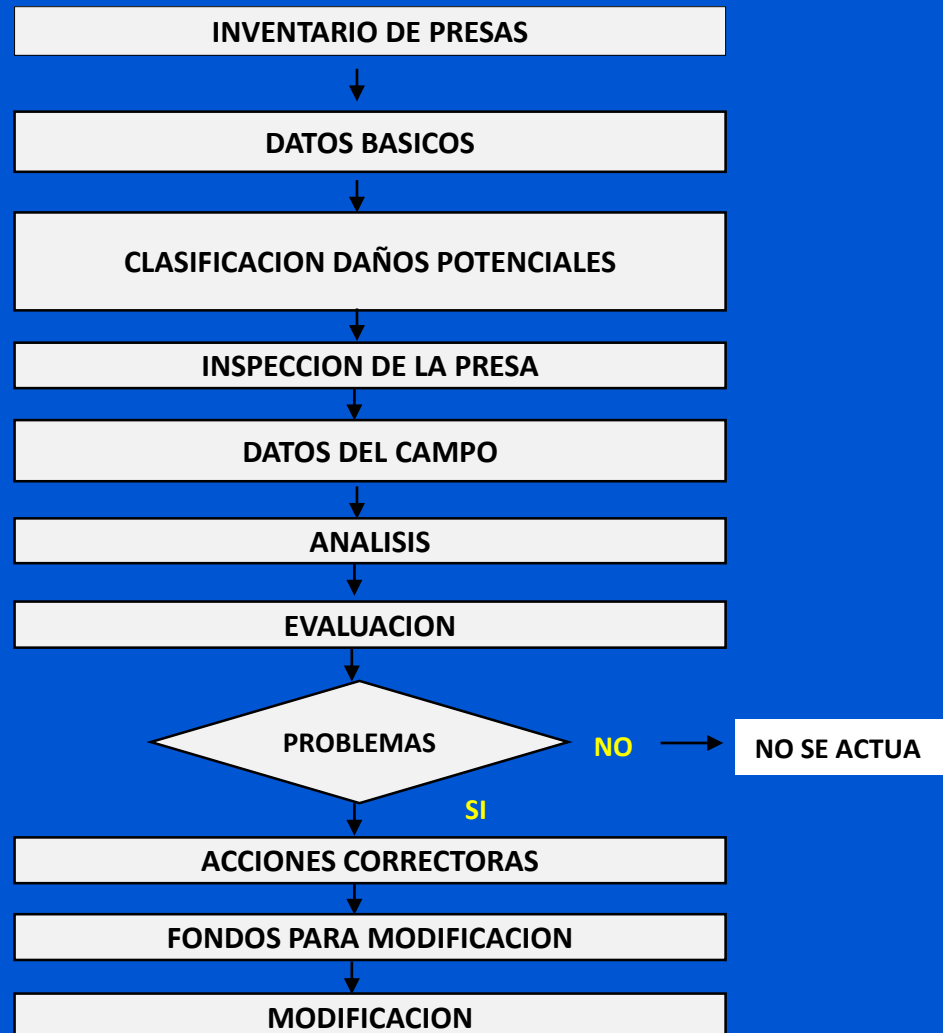 INVENTARIO DE PRESAS
DATOS BASICOS
CLASIFICACION DAÑOS POTENCIALES
INSPECCION DE LA PRESA
DATOS DEL CAMPO
ANALISIS
EVALUACION
PROBLEMAS
NO
NO SE ACTUA
SI
ACCIONES CORRECTORAS
FONDOS PARA MODIFICACION
MODIFICACION